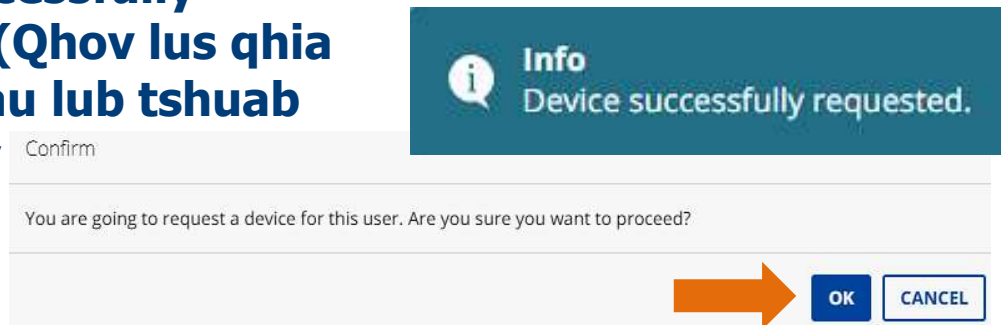 (Qhov lus qhia
lub tshuab
Info
Device successfully requested.
Confirm
You are going to request a device for this user. Are you sure you want to proceed?
OK
CANCEL